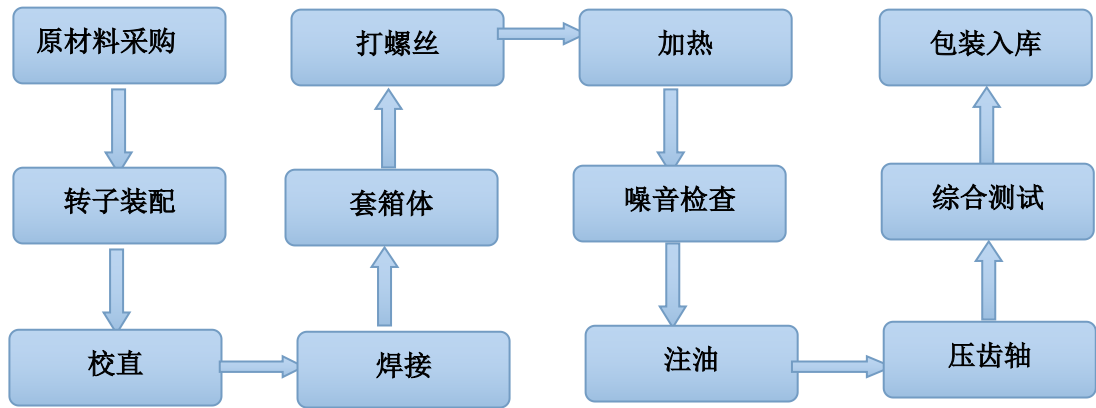 原材料采购
转子装配
校直
焊接
套箱体
打螺丝
加热
噪音检查
注油
压齿轴
综合测试
包装入库